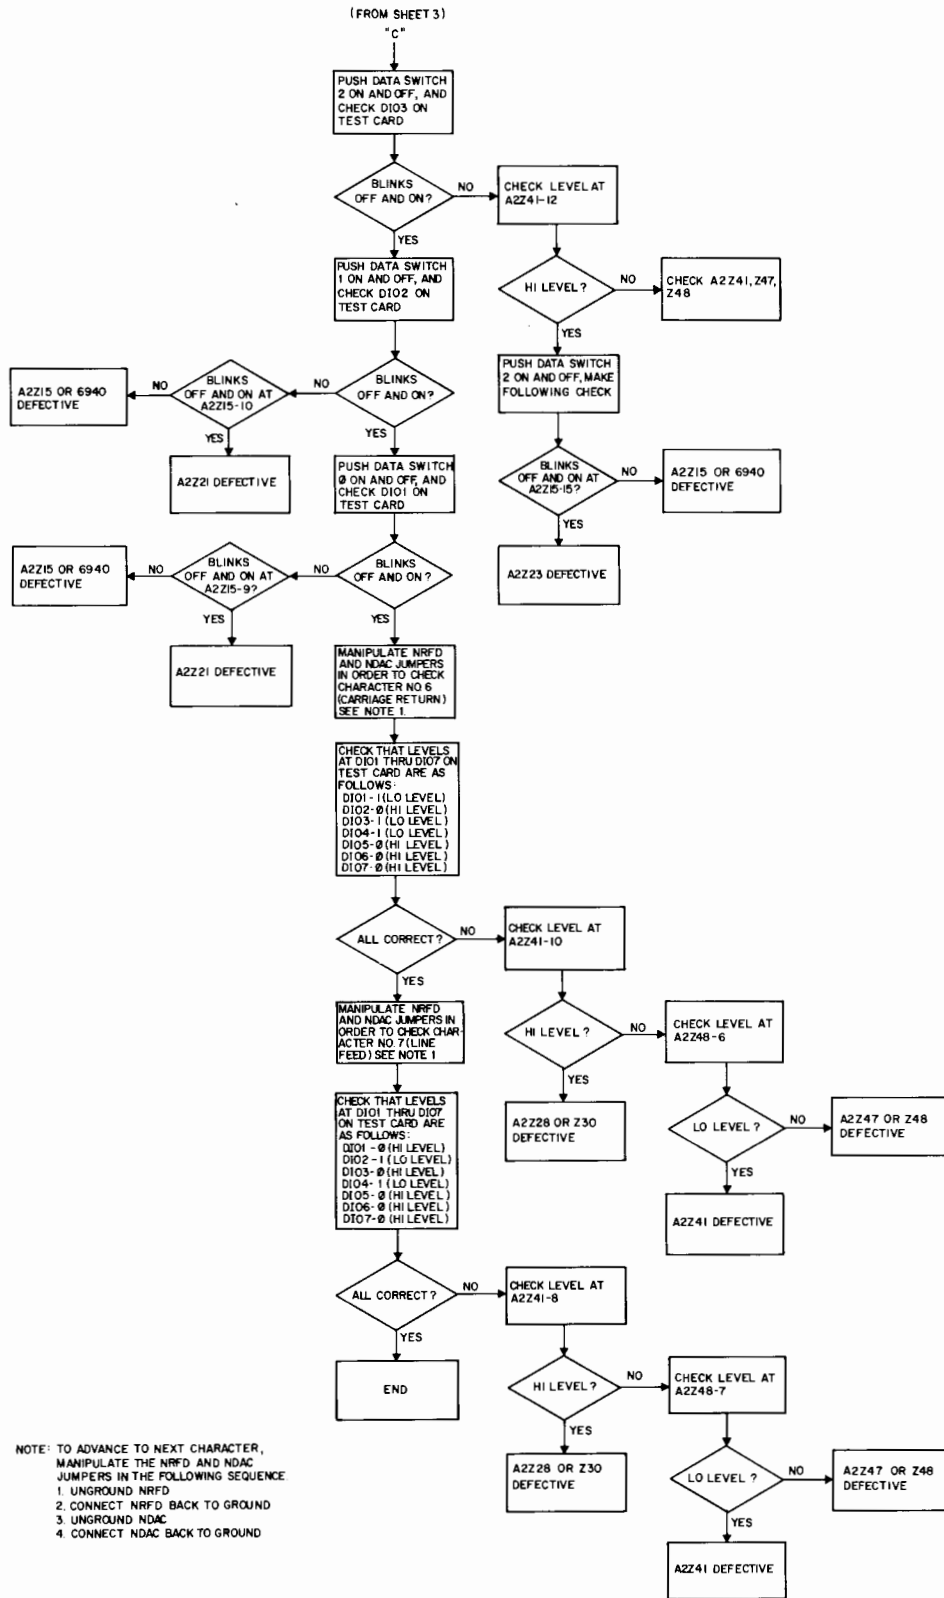 (FROM SHEET 3)
"C"
PUSH DATA SWITCH
2 ON AND OFF, AND
CHECK DIO3 ON
TEST CARD
BLINKS
OFF AND ON?
NO
CHECK LEVEL AT
A2Z41-12
YES
PUSH DATA SWITCH
1 ON AND OFF, AND
CHECK DIO2 ON
TEST CARD
HI LEVEL?
NO
CHECK A2Z41, Z47,
Z48
YES
PUSH DATA SWITCH
2 ON AND OFF, MAKE
FOLLOWING CHECK
BLINKS
OFF AND ON?
NO
BLINKS
OFF AND ON AT
A2Z15-10
NO
A2Z15 OR 6940
DEFECTIVE
YES
A2Z21 DEFECTIVE
YES
PUSH DATA SWITCH
Ø ON AND OFF, AND
CHECK DIO1 ON
TEST CARD
BLINKS
OFF AND ON AT
A2Z15-15?
NO
A2Z15 OR 6940
DEFECTIVE
YES
A2Z23 DEFECTIVE
BLINKS
OFF AND ON?
NO
BLINKS
OFF AND ON AT
A2Z15-9?
NO
A2Z15 OR 6940
DEFECTIVE
YES
A2Z21 DEFECTIVE
YES
MANIPULATE NRFD
AND NDAC JUMPERS
IN ORDER TO CHECK
CHARACTER NO. 6
(CARRIAGE RETURN)
SEE NOTE 1.
CHECK THAT LEVELS
AT DIO1 THRU DIO7 ON
TEST CARD ARE AS
FOLLOWS:
DIO1-1 (LO LEVEL)
DIO2-Ø (HI LEVEL)
DIO3-1 (LO LEVEL)
DIO4-1 (LO LEVEL)
DIO5-Ø (HI LEVEL)
DIO6-Ø (HI LEVEL)
DIO7-Ø (HI LEVEL)
ALL CORRECT?
NO
CHECK LEVEL AT
A2Z41-10
YES
MANIPULATE NRFD
AND NDAC JUMPERS IN
ORDER TO CHECK CHAR-
ACTER NO. 7 (LINE
FEED) SEE NOTE 1
HI LEVEL?
NO
CHECK LEVEL AT
A2Z48-6
YES
A2Z28 OR Z30
DEFECTIVE
LO LEVEL?
NO
A2Z47 OR Z48
DEFECTIVE
YES
A2Z41 DEFECTIVE
CHECK THAT LEVELS
AT DIO1 THRU DIO7
ON TEST CARD ARE
AS FOLLOWS:
DIO1-Ø (HI LEVEL)
DIO2-1 (LO LEVEL)
DIO3-Ø (HI LEVEL)
DIO4-1 (LO LEVEL)
DIO5-Ø (HI LEVEL)
DIO6-Ø (HI LEVEL)
DIO7-Ø (HI LEVEL)
ALL CORRECT?
NO
CHECK LEVEL AT
A2Z41-8
YES
END
HI LEVEL?
NO
CHECK LEVEL AT
A2Z48-7
YES
A2Z28 OR Z30
DEFECTIVE
LO LEVEL?
NO
A2Z47 OR Z48
DEFECTIVE
YES
A2Z41 DEFECTIVE
NOTE: TO ADVANCE TO NEXT CHARACTER,
MANIPULATE THE NRFD AND NDAC
JUMPERS IN THE FOLLOWING SEQUENCE
1. UNGROUND NRFD
2. CONNECT NRFD BACK TO GROUND
3. UNGROUND NDAC
4. CONNECT NDAC BACK TO GROUND